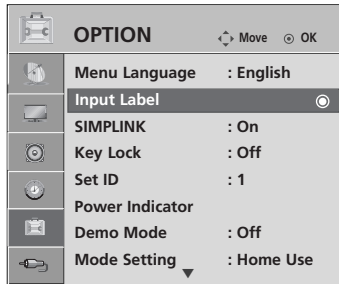 OPTION Move OK
Menu Language : English
Input Label
SIMPLINK : On
Key Lock : Off
Set ID : 1
Power Indicator
Demo Mode : Off
Mode Setting : Home Use